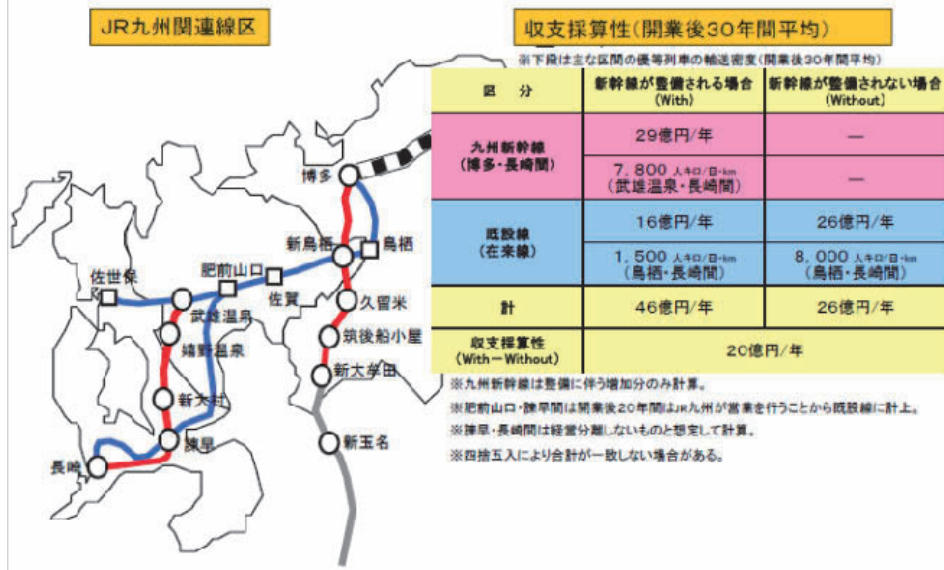 JR九州関連線区
収支採算性(開業後30年間平均)
※下段は主な区間の優等列車の輸送密度(開業後30年間平均)
区 分
新幹線が整備される場合
(With)
新幹線が整備されない場合
(Without)
九州新幹線
(博多・長崎間)
29億円/年
―
7,800 人キロ/日・km
(武雄温泉・長崎間)
―
既設線
(在来線)
16億円/年
26億円/年
1,500 人キロ/日・km
(鳥栖・長崎間)
8,000 人キロ/日・km
(鳥栖・長崎間)
計
46億円/年
26億円/年
収支採算性
(With－Without)
20億円/年
※九州新幹線は整備に伴う増加分のみ計算。
※肥前山口・諫早間は開業後20年間はJR九州が営業を行うことから既設線に計上。
※諫早・長崎間は経営分離しないものと想定して計算。
※四捨五入により合計が一致しない場合がある。
博多
新鳥栖
鳥栖
肥前山口
佐世保
佐賀
武雄温泉
久留米
嬉野温泉
筑後船小屋
新大牟田
新大村
諫早
新玉名
長崎